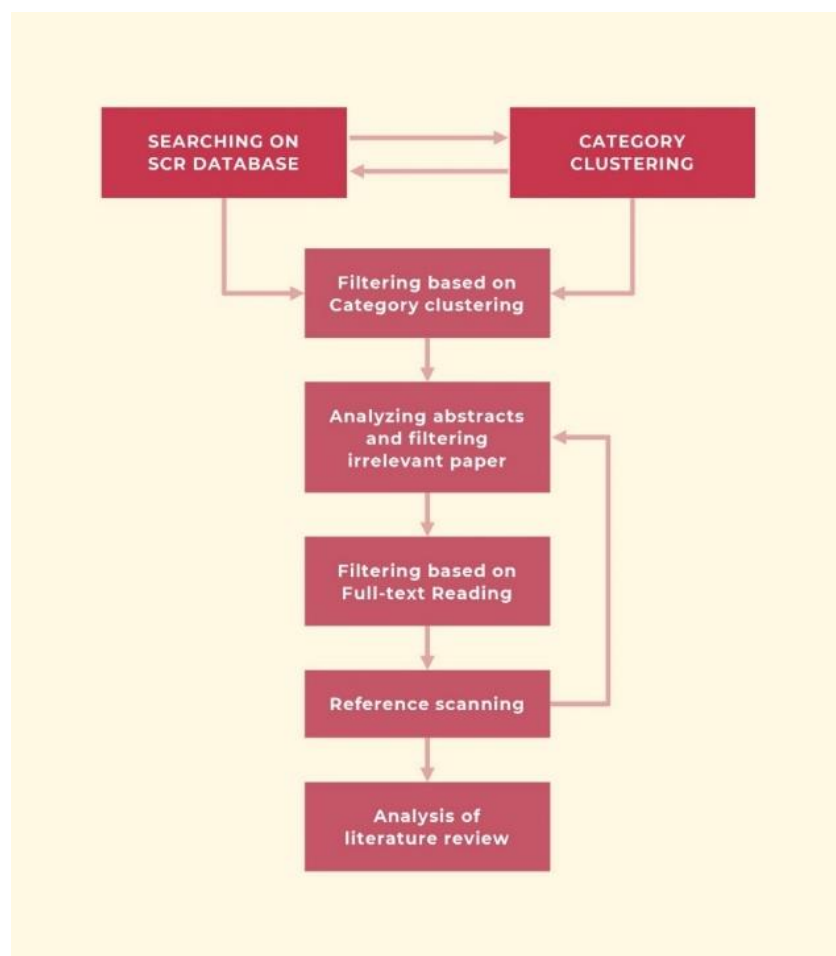 SEARCHING ON
SCR DATABASE
CATEGORY
CLUSTERING
Filtering based on
Category clustering
Analyzing abstracts
and filtering
irrelevant paper
Filtering based on
Full-text Reading
Reference scanning
Analysis of
literature review